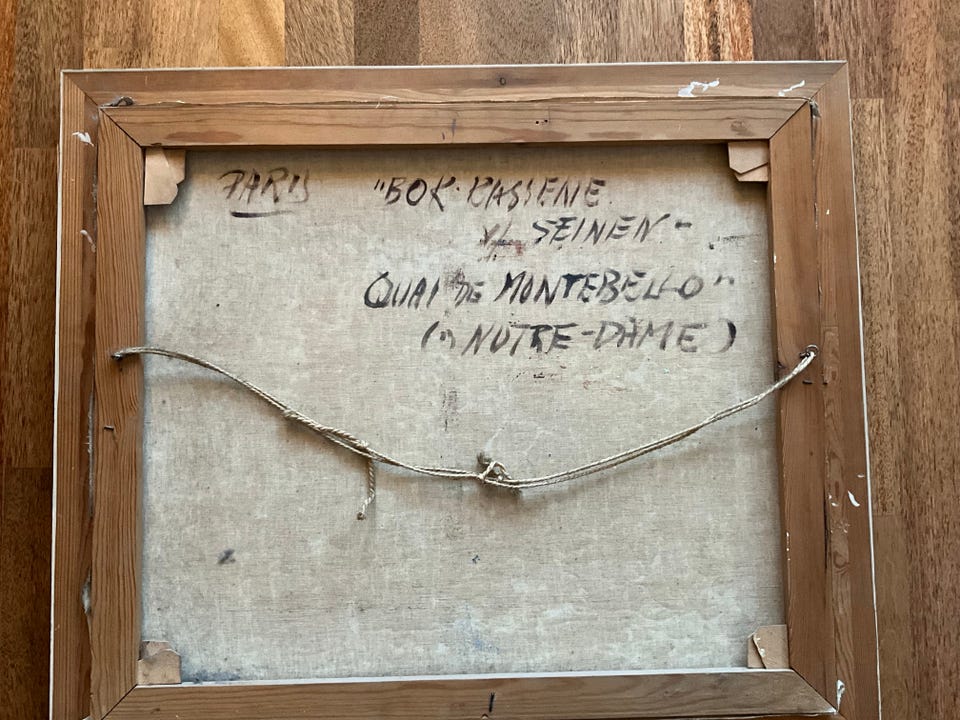 PARIS
"BOK-KASSENE
v/ SEINEN -
QUAI DE MONTEBELLO"
NOTRE-DAME)